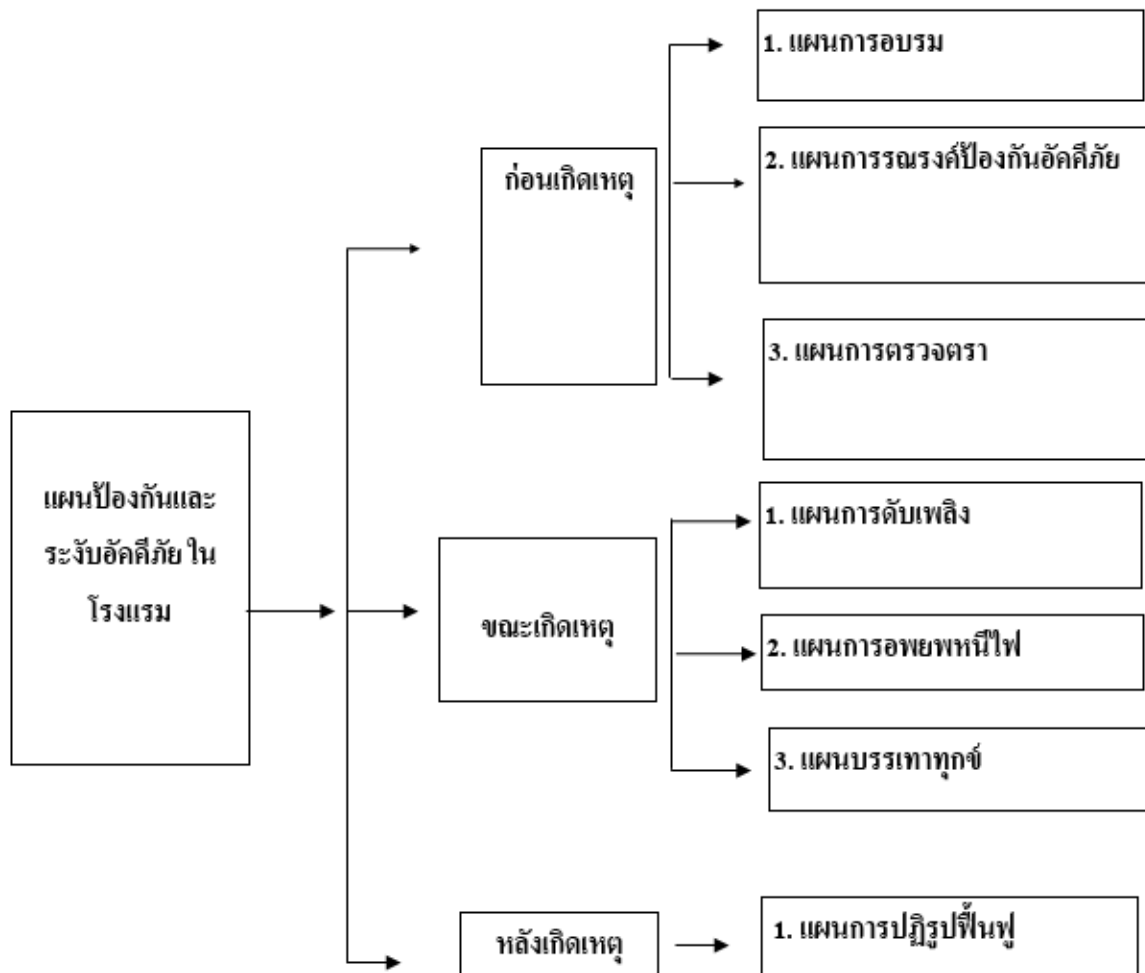 แผนป้องกันและ
ระงับอัคคีภัย ใน
โรงแรม
ก่อนเกิดเหตุ
1. แผนการอบรม
2. แผนการรณรงค์ป้องกันอัคคีภัย
3. แผนการตรวจตรา
ขณะเกิดเหตุ
1. แผนการดับเพลิง
2. แผนการอพยพหนีไฟ
3. แผนบรรเทาทุกข์
หลังเกิดเหตุ
1. แผนการปฏิรูปฟื้นฟู